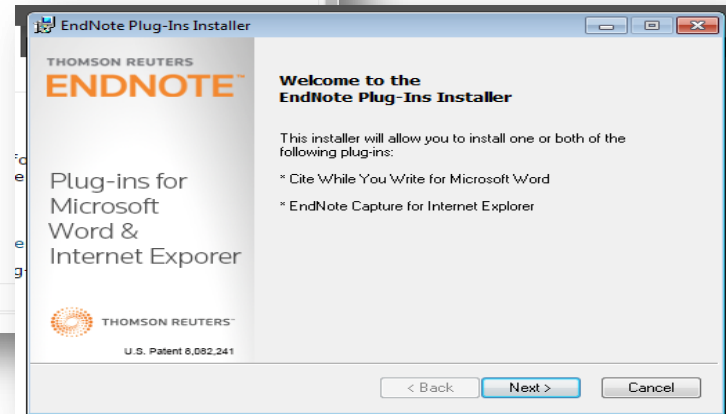 EndNote Plug-Ins Installer
THOMSON REUTERS
ENDNOTE™
Plug-ins for
Microsoft
Word &
Internet Exporer
THOMSON REUTERS™
U.S. Patent 6,082,241
Welcome to the
EndNote Plug-Ins Installer
This installer will allow you to install one or both of the
following plug-ins:
* Cite While You Write for Microsoft Word
* EndNote Capture for Internet Explorer
< Back Next > Cancel